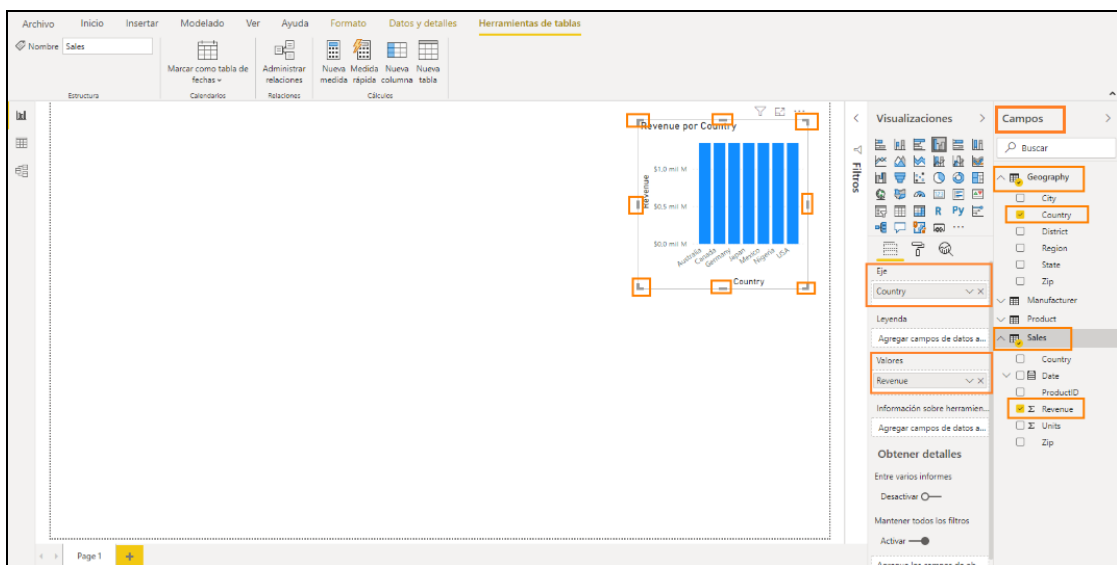 Archivo Inicio Insertar Modelado Ver Ayuda Formato Datos y detalles Herramientas de tablas
Nombre Sales
Marcar como tabla de fechas
Administrar relaciones
Nueva medida
Medida rápida
Nueva columna
Nueva tabla
Estructura Calendarios Relaciones Cálculos
Revenue por Country
Revenue
$1,0 mil M
$0,5 mil M
$0,0 mil M
Australia Canada Germany Japan Mexico Nigeria USA
Country
Filtros
Visualizaciones
R Py
Eje
Country
Leyenda
Agregar campos de datos a...
Valores
Revenue
Información sobre herramien...
Agregar campos de datos a...
Obtener detalles
Entre varios informes
Desactivar
Mantener todos los filtros
Activar
Campos
Buscar
Geography
City
Country
District
Region
State
Zip
Manufacturer
Product
Sales
Country
Date
ProductID
Σ Revenue
Σ Units
Zip
Page 1